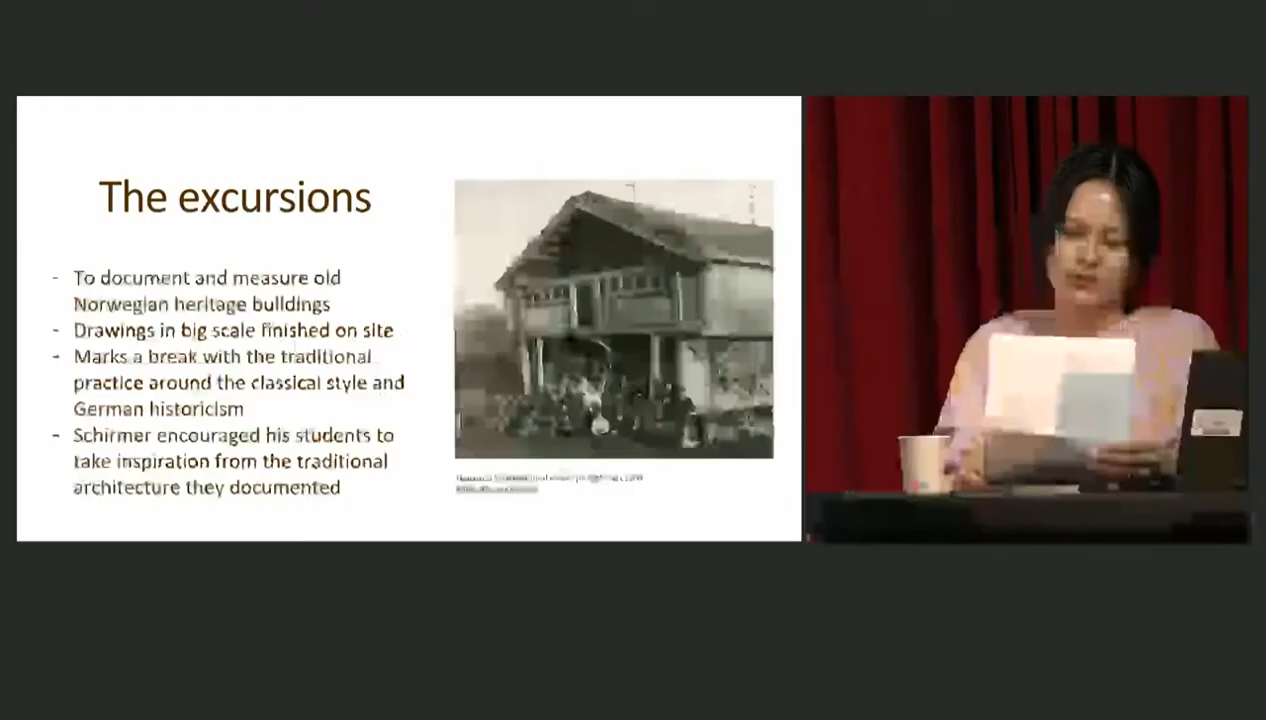 The excursions
- To document and measure old
Norwegian heritage buildings
- Drawings in big scale finished on site
- Marks a break with the traditional
practice around the classical style and
German historicism
- Schirmer encouraged his students to
take inspiration from the traditional
architecture they documented